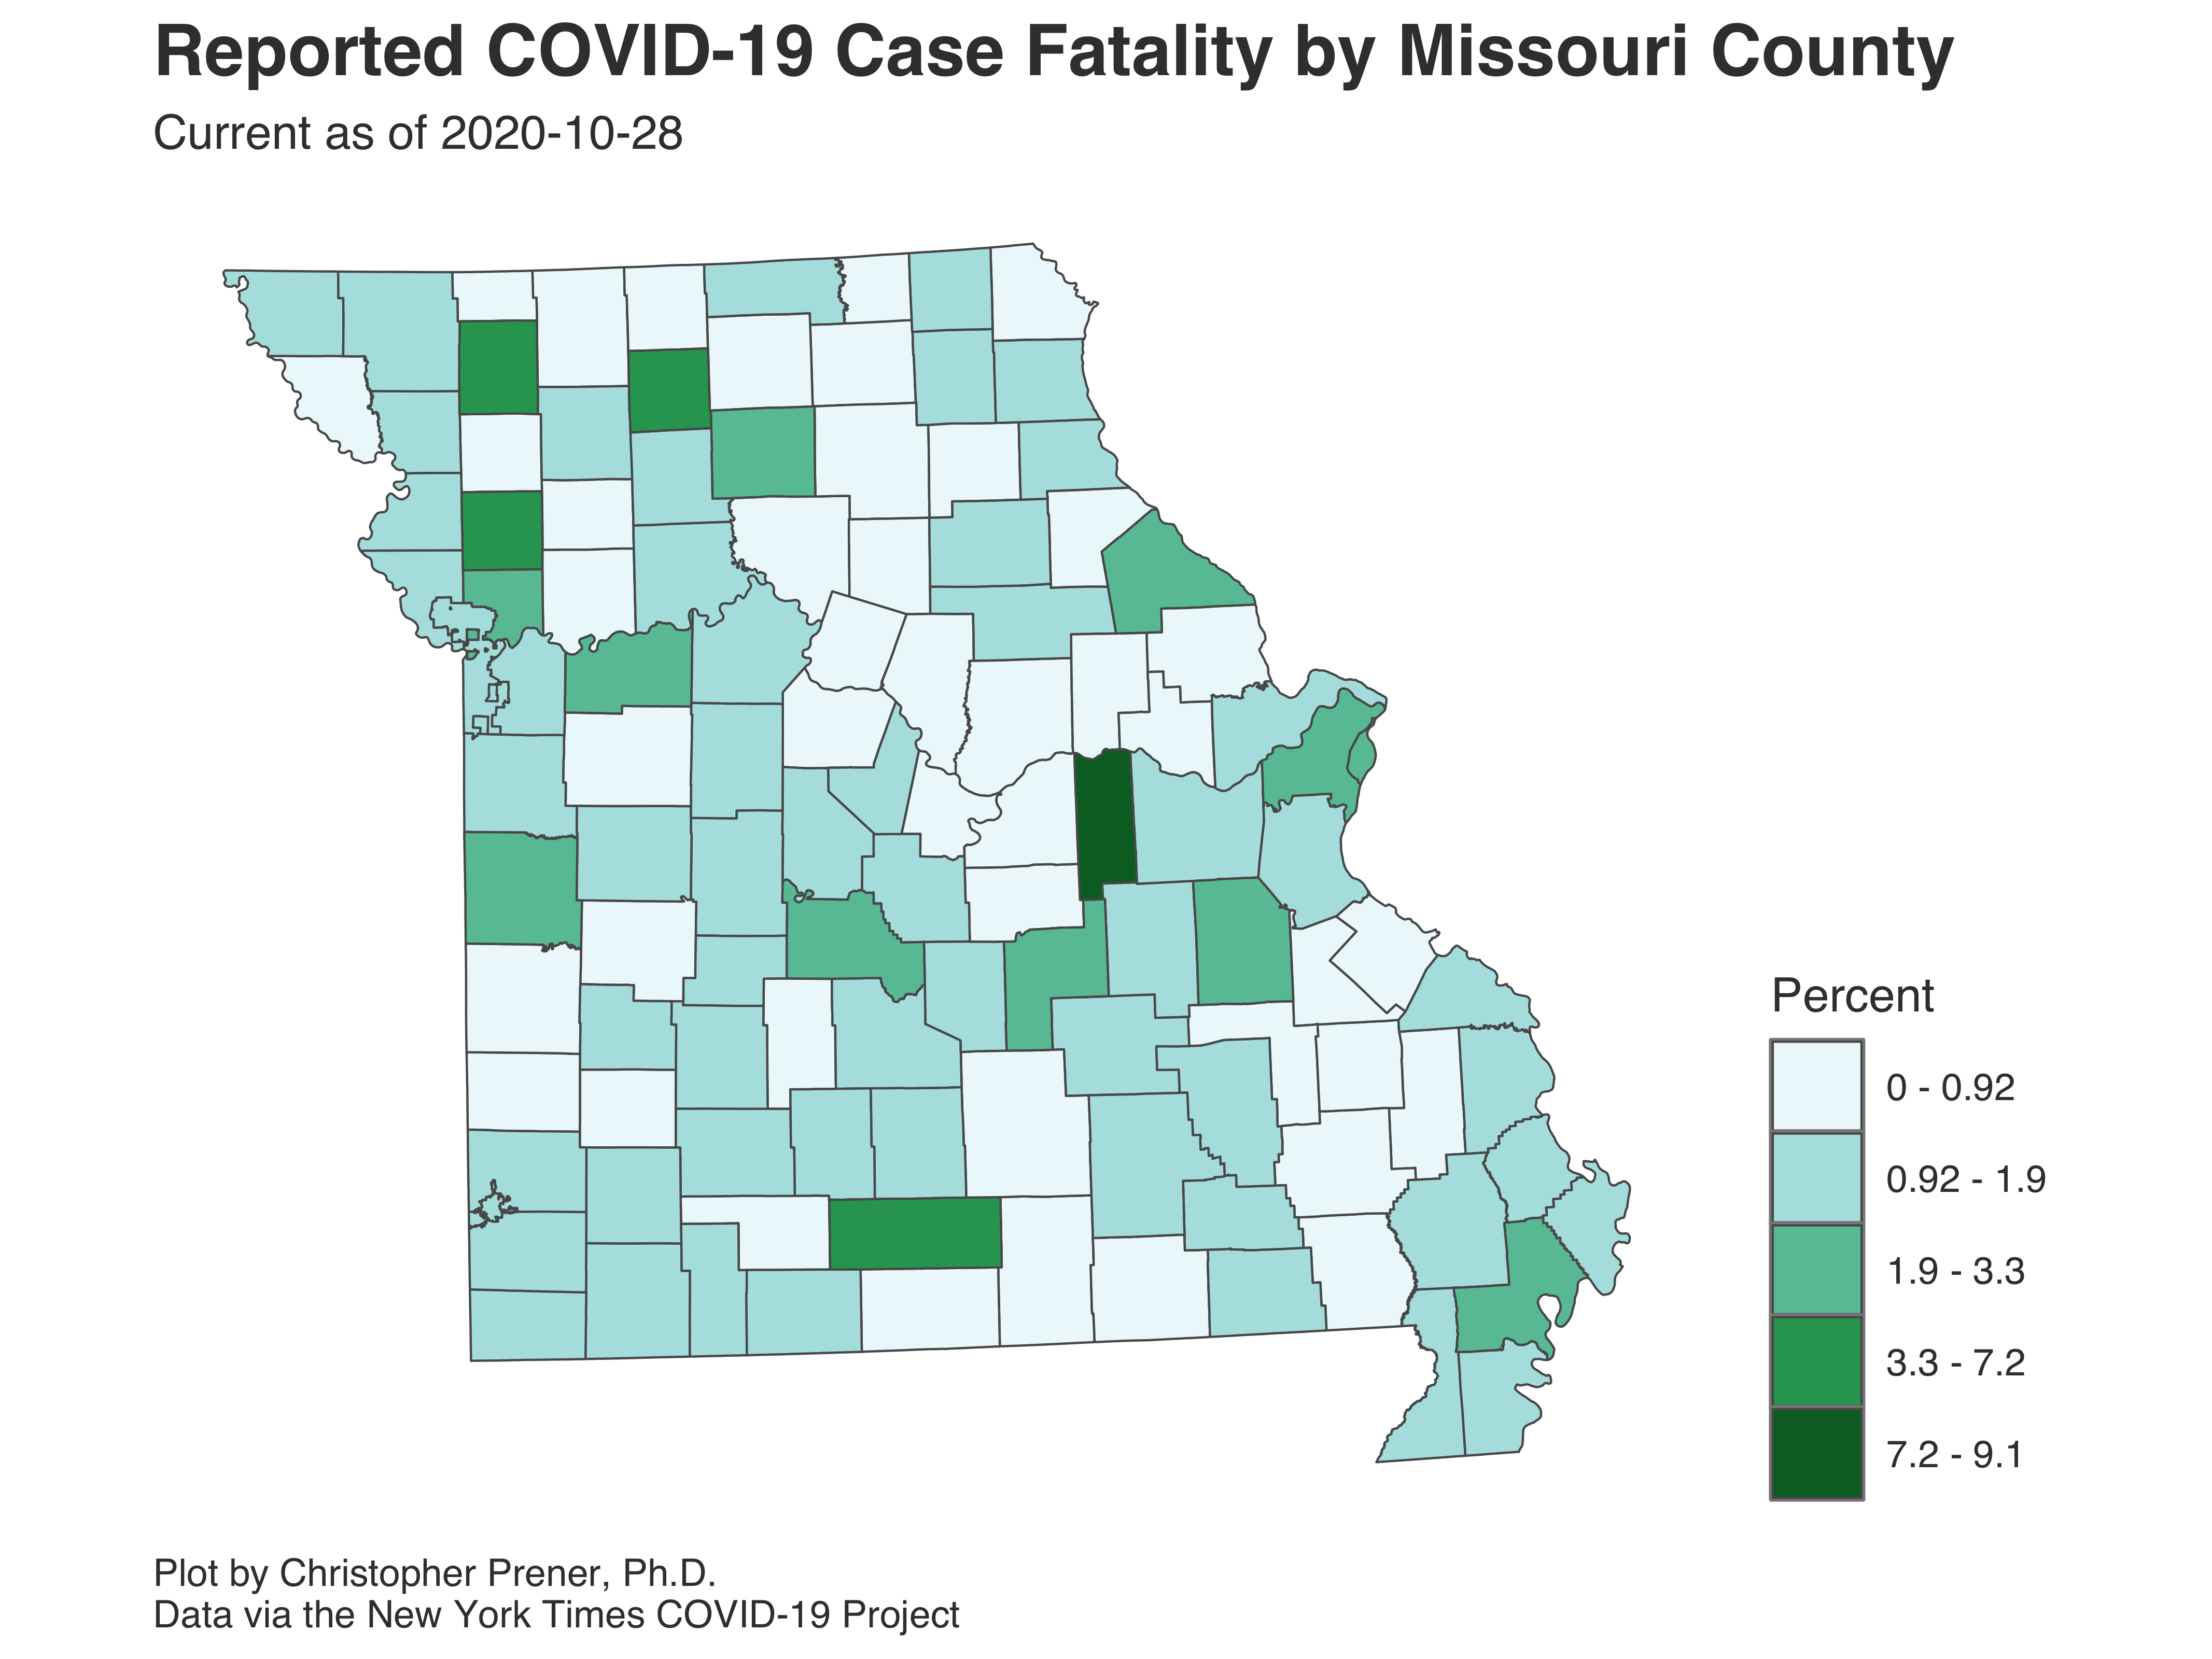 Reported COVID-19 Case Fatality by Missouri County
Current as of 2020-10-28
Percent
0 - 0.92
0.92 - 1.9
1.9 - 3.3
3.3 - 7.2
7.2 - 9.1
Plot by Christopher Prener, Ph.D.
Data via the New York Times COVID-19 Project